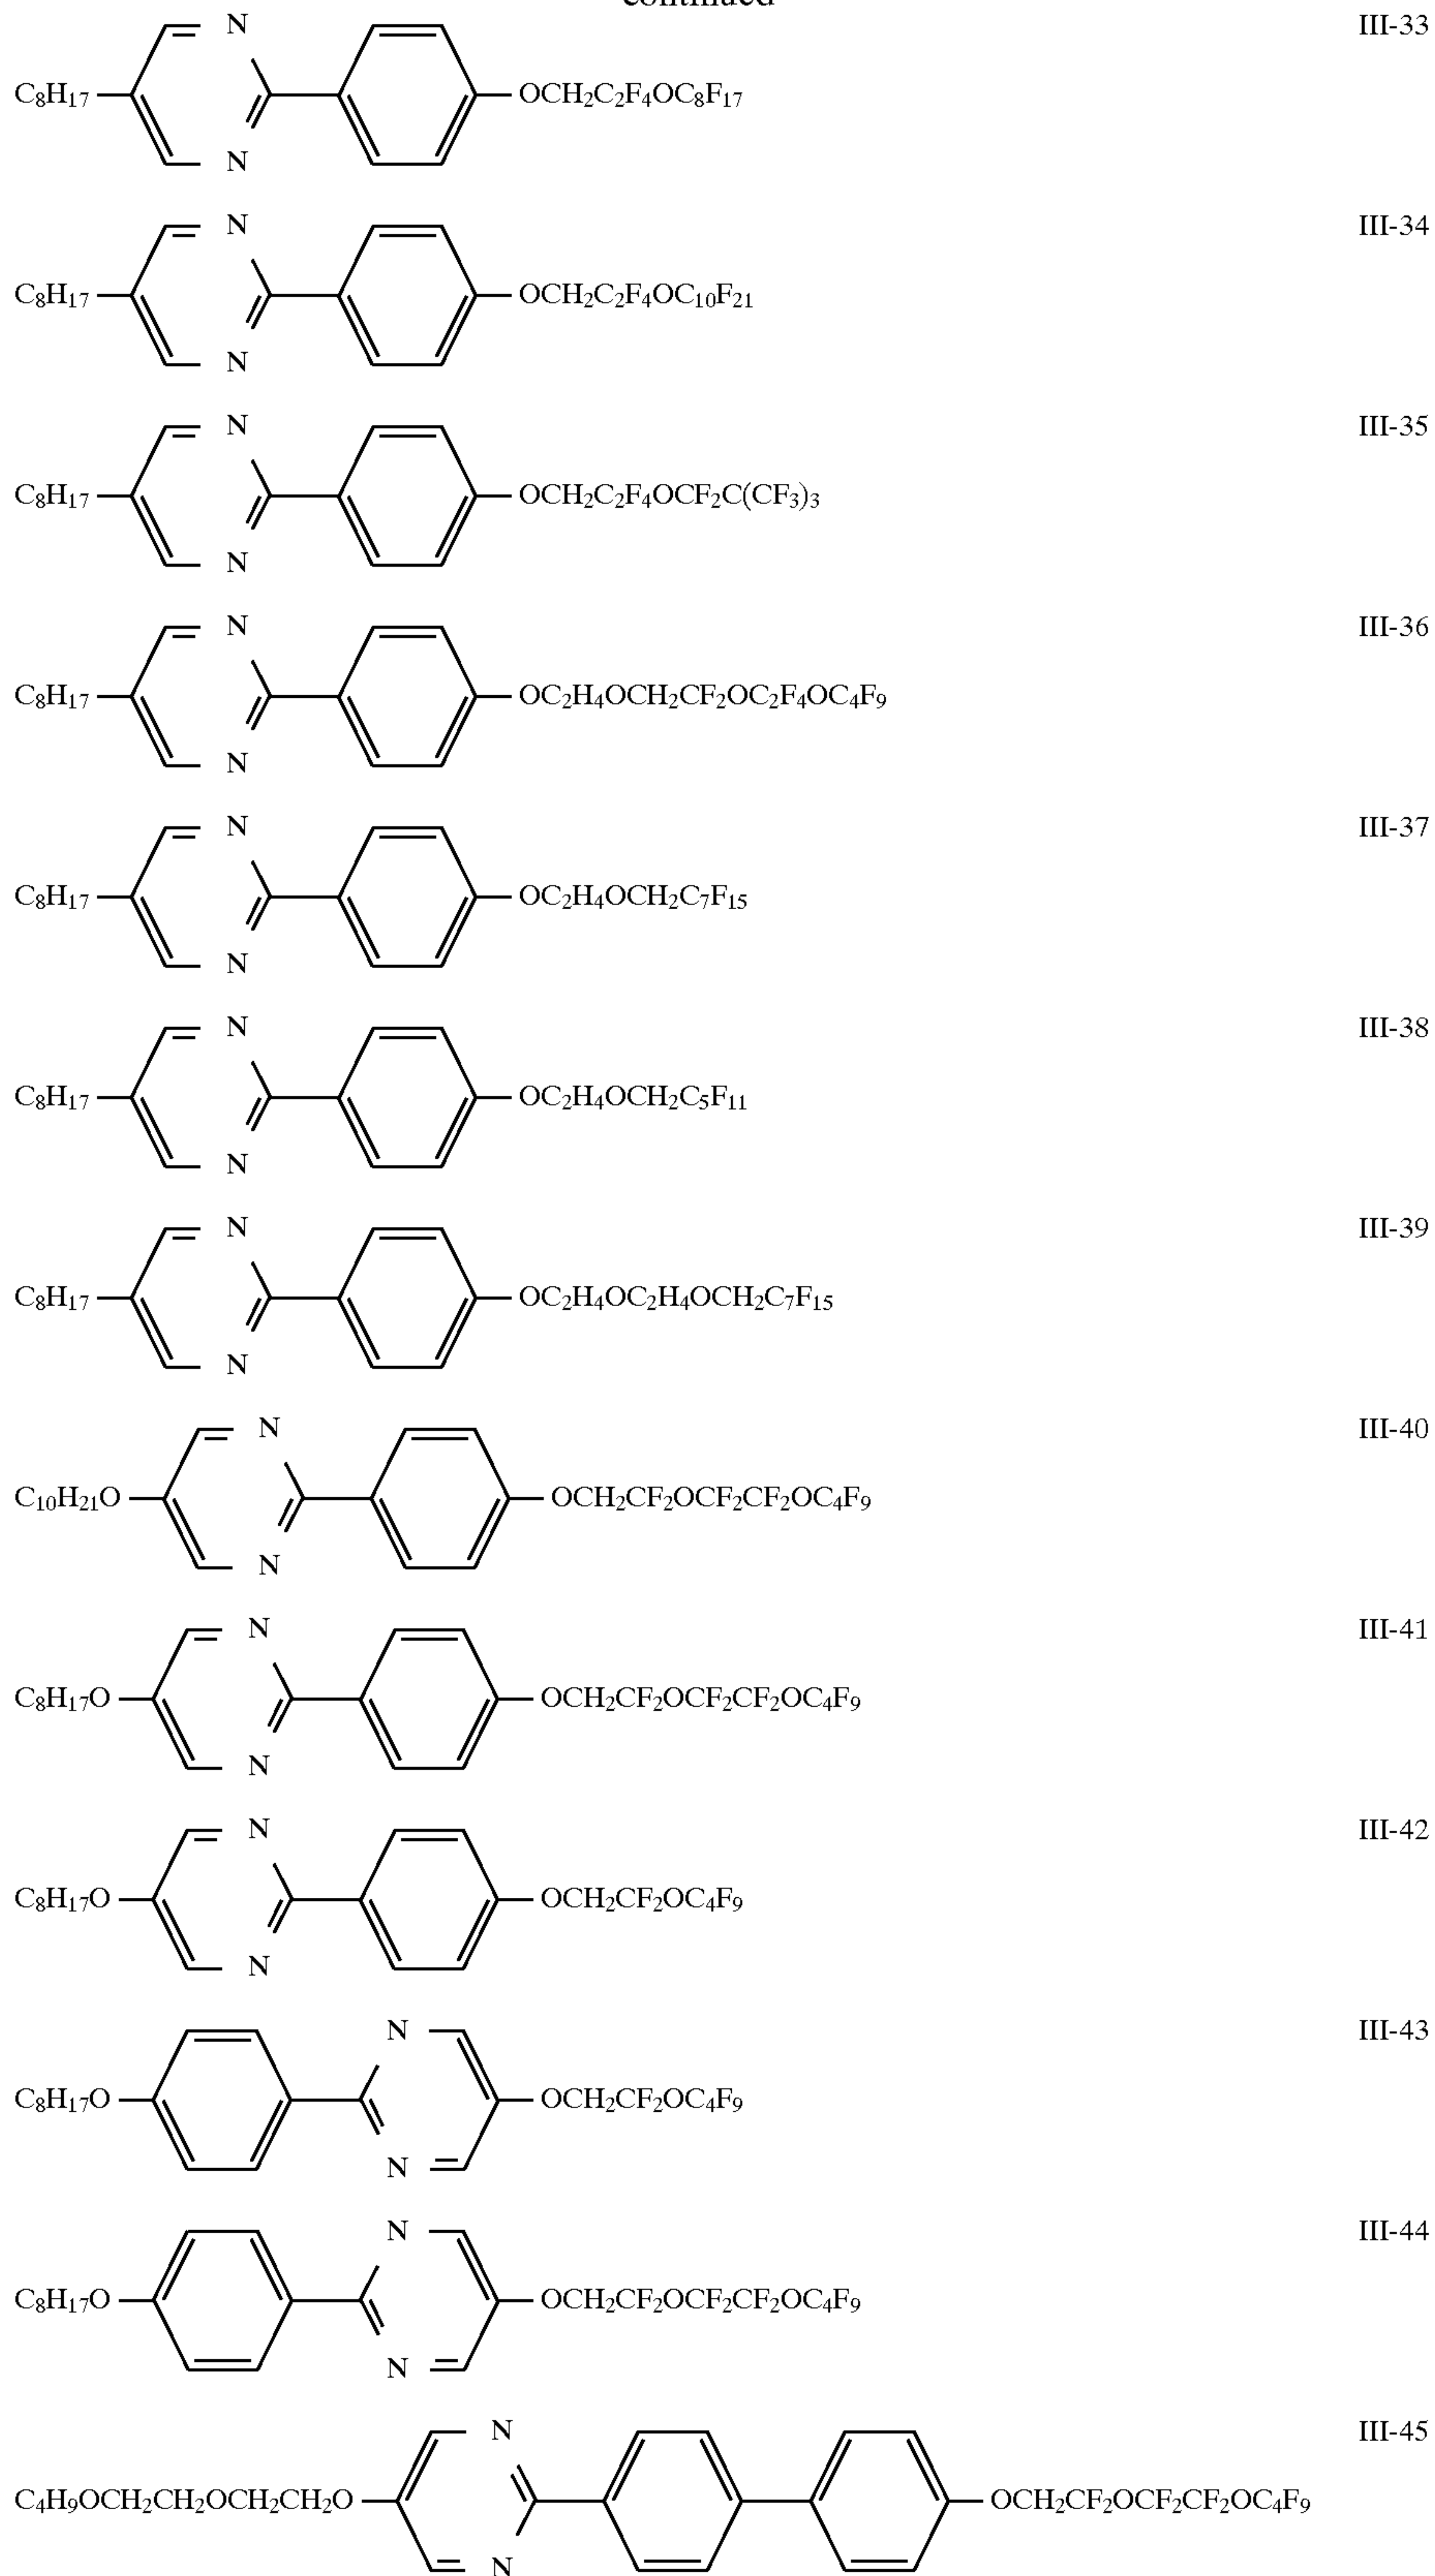 continued
N III-33
C₈H₁₇ OCH₂C₂F₄OC₈F₁₇
N
N III-34
C₈H₁₇ OCH₂C₂F₄OC₁₀F₂₁
N
N III-35
C₈H₁₇ OCH₂C₂F₄OCF₂C(CF₃)₃
N
N III-36
C₈H₁₇ OC₂H₄OCH₂CF₂OC₂F₄OC₄F₉
N
N III-37
C₈H₁₇ OC₂H₄OCH₂C₇F₁₅
N
N III-38
C₈H₁₇ OC₂H₄OCH₂C₅F₁₁
N
N III-39
C₈H₁₇ OC₂H₄OC₂H₄OCH₂C₇F₁₅
N
N III-40
C₁₀H₂₁O OCH₂CF₂OCF₂CF₂OC₄F₉
N
N III-41
C₈H₁₇O OCH₂CF₂OCF₂CF₂OC₄F₉
N
N III-42
C₈H₁₇O OCH₂CF₂OC₄F₉
N
N III-43
C₈H₁₇O OCH₂CF₂OC₄F₉
N
N III-44
C₈H₁₇O OCH₂CF₂OCF₂CF₂OC₄F₉
N
N III-45
C₄H₉OCH₂CH₂OCH₂CH₂O OCH₂CF₂OCF₂CF₂OC₄F₉
N